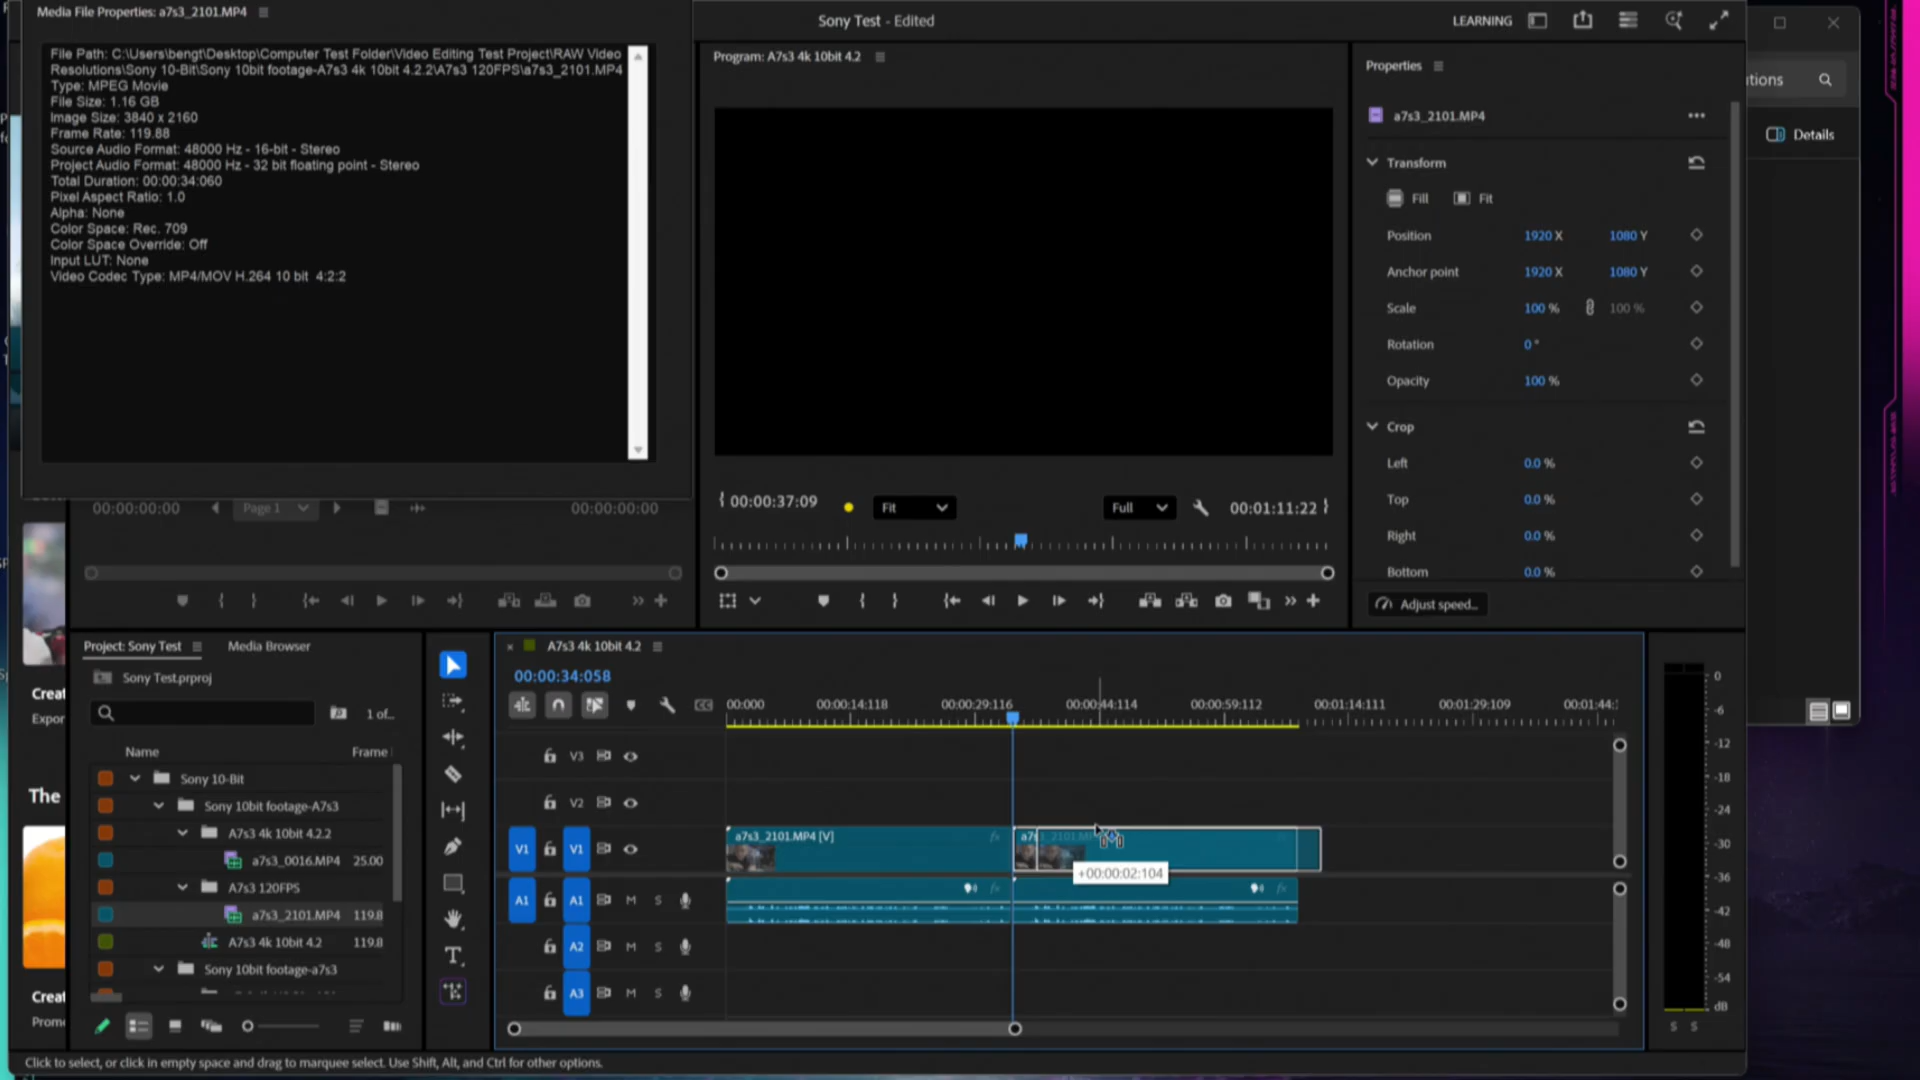 Media File Properties: a7s3_2101.MP4
File Path: C:\Users\bengt\Desktop\Computer Test Folder\Video Editing Test Project\RAW Video
Resolutions\Sony 10-Bit\Sony 10bit footage-A7s3 4k 10bit 4.2.2\A7s3 120FPS\a7s3_2101.MP4
Type: MPEG Movie
File Size: 1.16 GB
Image Size: 3840 x 2160
Frame Rate: 119.88
Source Audio Format: 48000 Hz - 16-bit - Stereo
Project Audio Format: 48000 Hz - 32 bit floating point - Stereo
Total Duration: 00:00:34:060
Pixel Aspect Ratio: 1.0
Alpha: None
Color Space: Rec. 709
Color Space Override: Off
Input LUT: None
Video Codec Type: MP4/MOV H.264 10 bit 4:2:2
00:00:00:00
Page 1
00:00:00:00
Sony Test - Edited
LEARNING
Program: A7s3 4k 10bit 4.2
00:00:37:09
Fit
Full
00:01:11:22
Properties
a7s3_2101.MP4
Transform
Fill Fit
Position 1920 X 1080 Y
Anchor point 1920 X 1080 Y
Scale 100 % 100 %
Rotation 0 °
Opacity 100 %
Crop
Left 0.0 %
Top 0.0 %
Right 0.0 %
Bottom 0.0 %
Adjust speed...
Details
Project: Sony Test
Media Browser
Sony Test.prproj
1 of...
Name Frame
Sony 10-Bit
Sony 10bit footage-A7s3
A7s3 4k 10bit 4.2.2
a7s3_0016.MP4 25.00
A7s3 120FPS
a7s3_2101.MP4 119.8
A7s3 4k 10bit 4.2 119.8
Sony 10bit footage-a7s3
A7s3 4k 10bit 4.2
00:00:34:058
00:000 00:00:14:118 00:00:29:116 00:00:44:114 00:00:59:112 00:01:14:111 00:01:29:109 00:01:44:
V3
V2
V1 V1
a7s3_2101.MP4 [V] fx
+00:00:02:104
A1 A1 M S
fx
fx
A2 M S
A3 M S
0
-6
-12
-18
-24
-30
-36
-42
-48
-54
dB
S S
The
Click to select, or click in empty space and drag to marquee select. Use Shift, Alt, and Ctrl for other options.